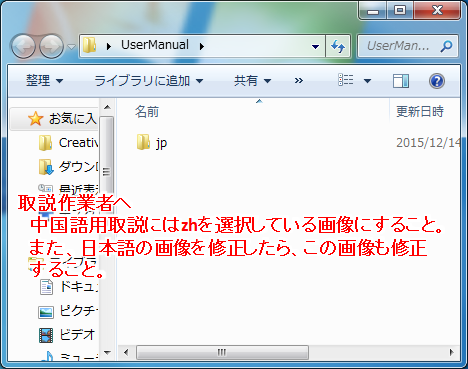 UserManual
UserMan...
整理
ライブラリに追加
共有
»
お気に入
名前
更新日時
Creativ
jp
2015/12/14
ダウンロ
最近表示
取説作業者へ
中国語用取説にはzhを選択している画像にすること。
また、日本語の画像を修正したら、この画像も修正
すること。
ドキュ
ピクチ
ビデオ
ミュー